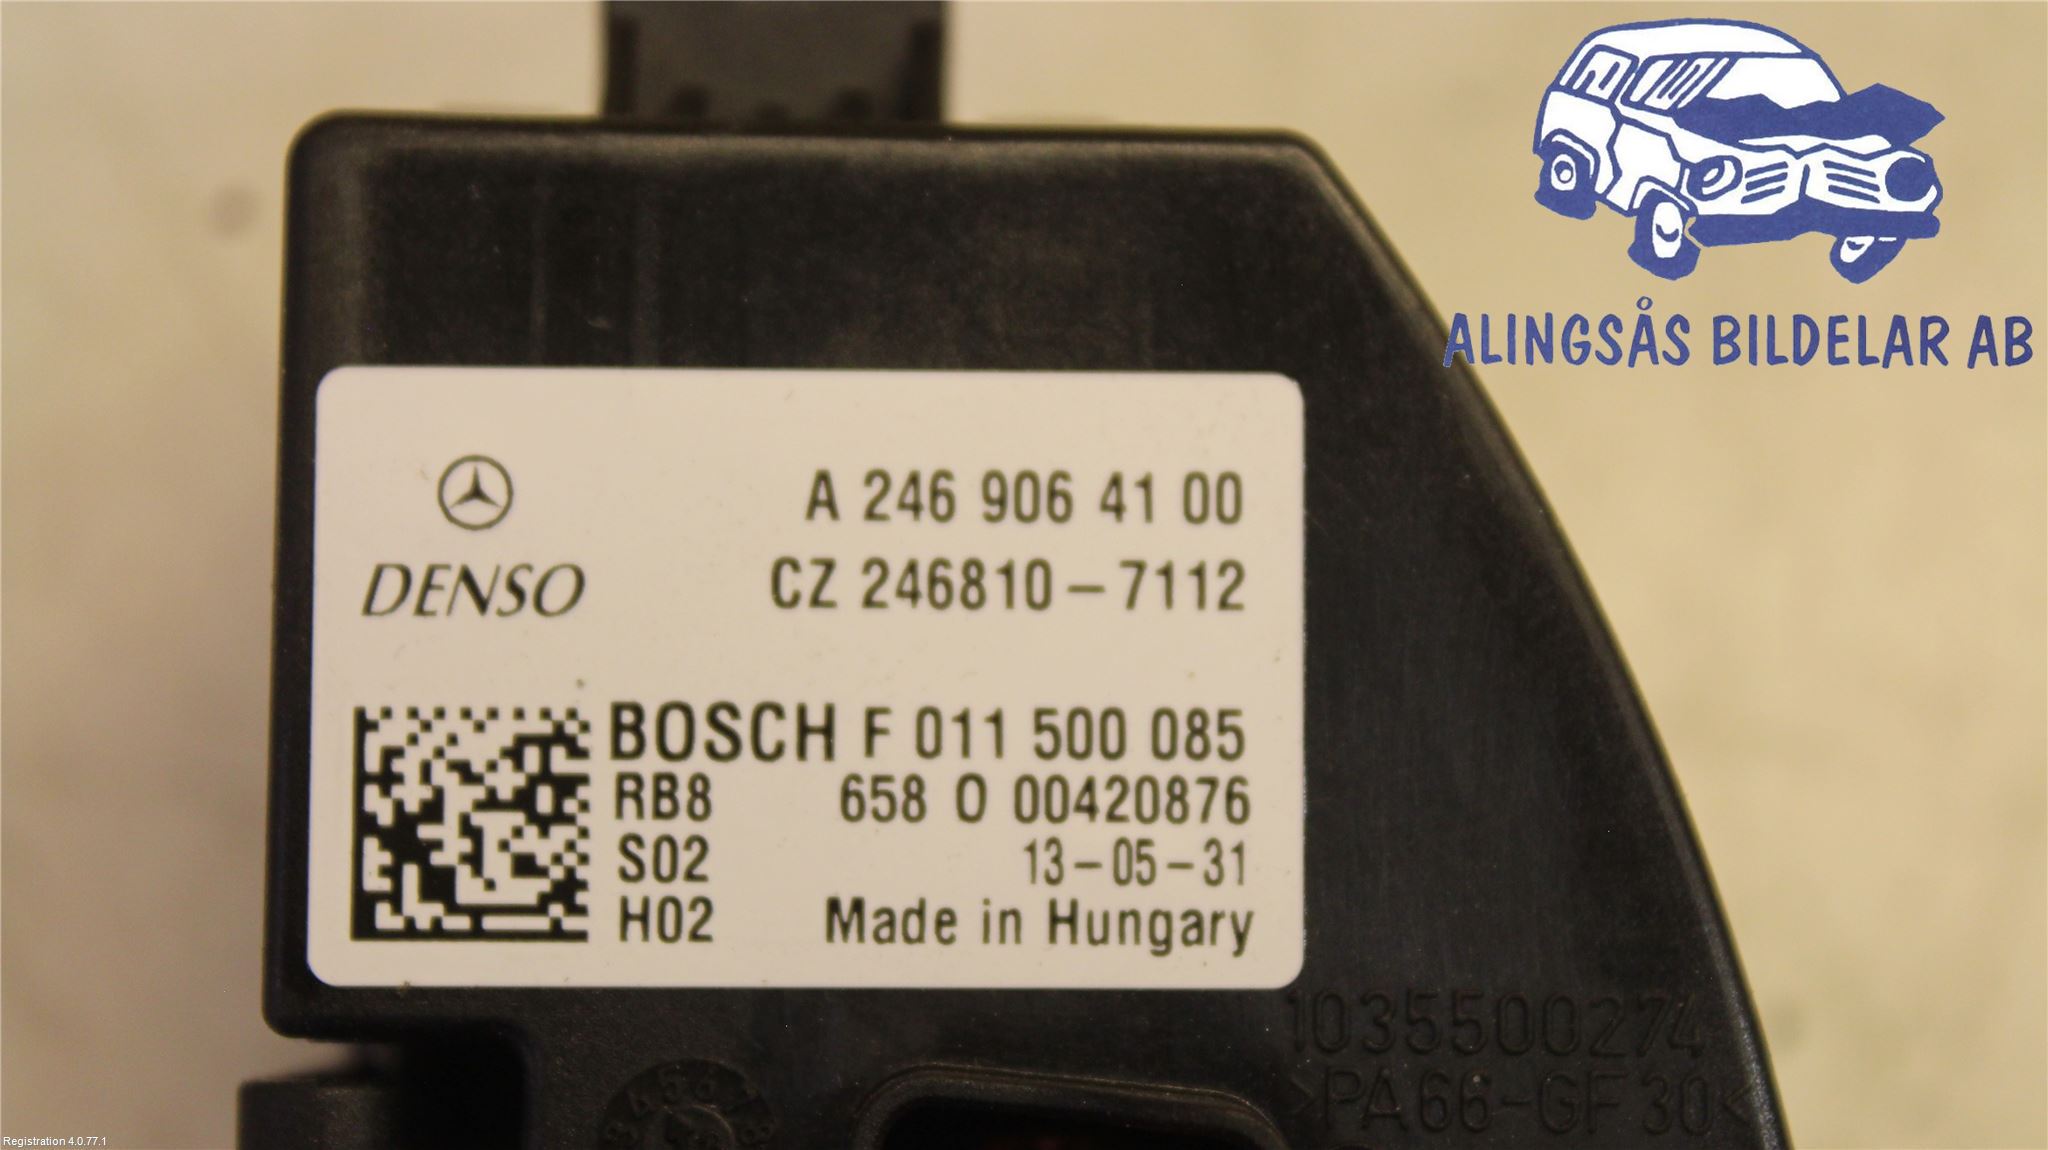 ALINGSÅS BILDELAR AB
A 246 906 41 00
DENSO CZ 246810-7112
BOSCH F 011 500 085
RB8 658 0 00420876
S02 13-05-31
H02 Made in Hungary
1035500274
>PA66-GF30<
Registration 4.0.77.1